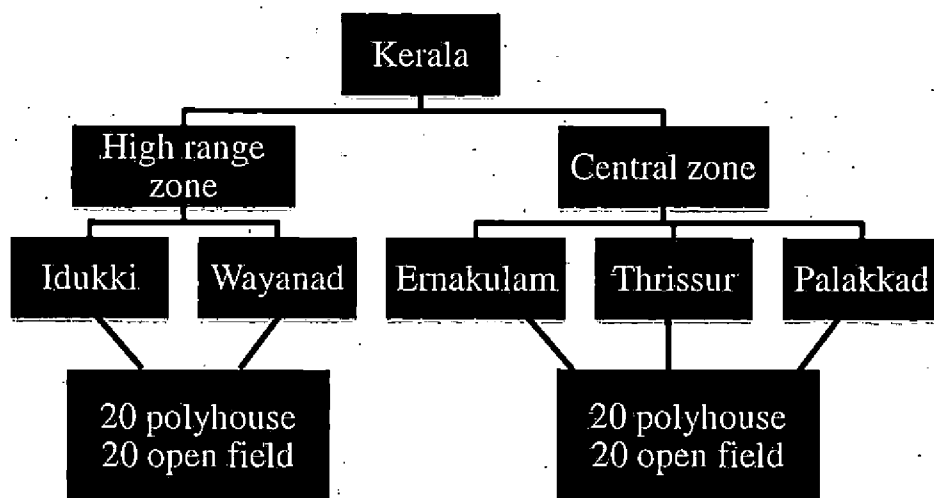 Kerala
High range
zone
Central zone
Idukki
Wayanad
Ernakulam
Thrissur
Palakkad
20 polyhouse
20 open field
20 polyhouse
20 open field